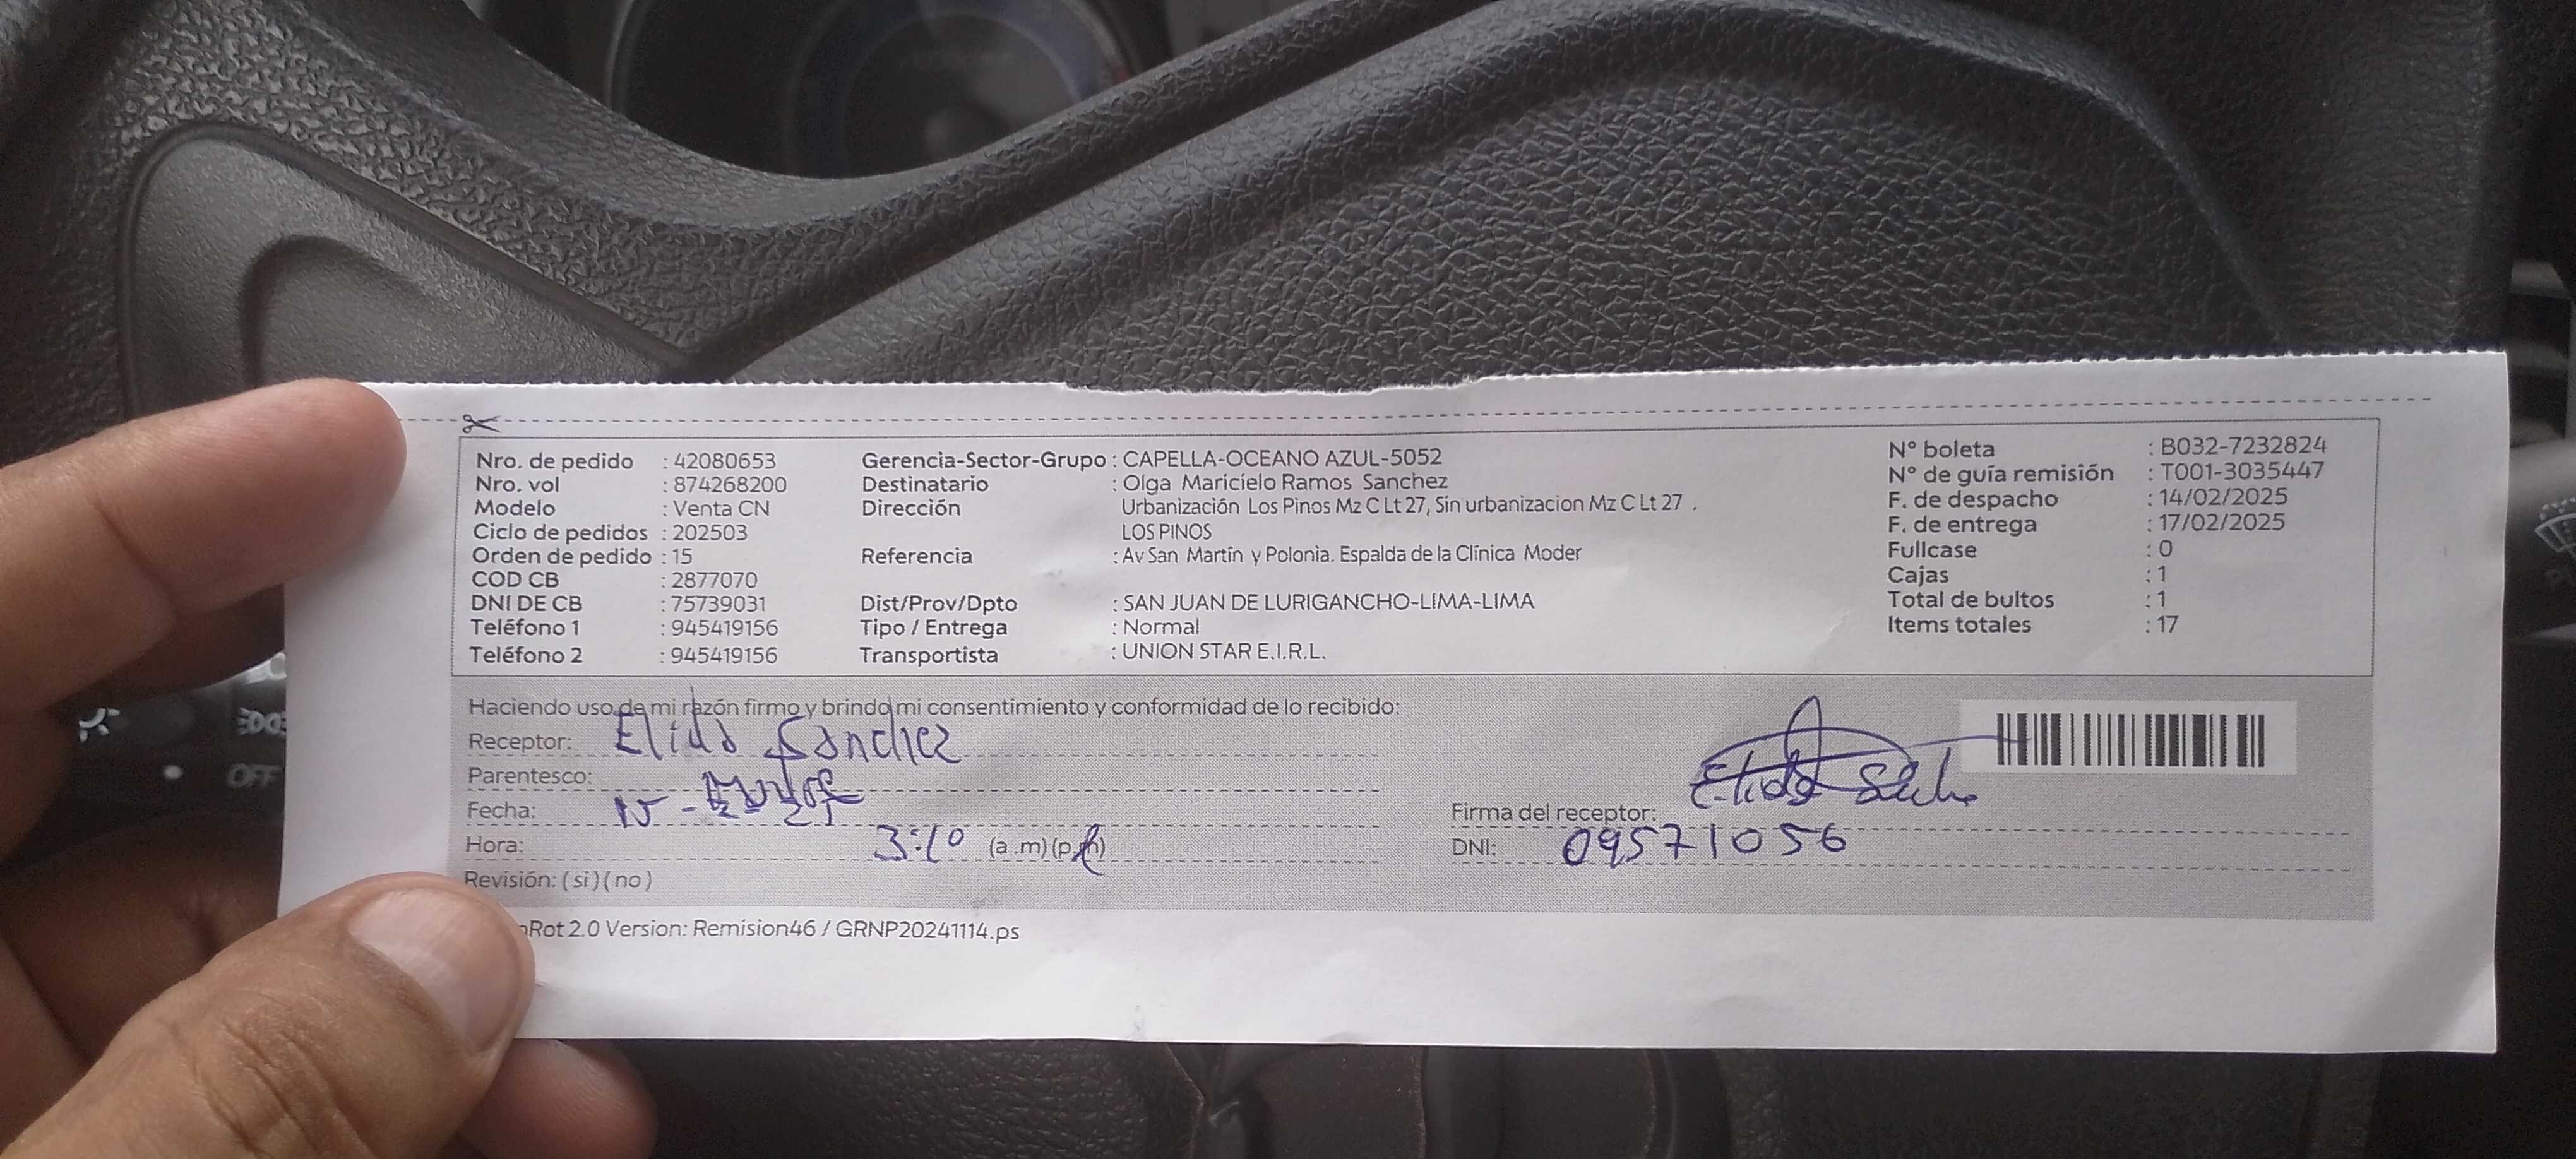 Nro. de pedido : 42080653
Nro. vol : 874268200
Modelo : Venta CN
Ciclo de pedidos : 202503
Orden de pedido : 15
COD CB : 2877070
DNI DE CB : 75739031
Teléfono 1 : 945419156
Teléfono 2 : 945419156
Gerencia-Sector-Grupo : CAPELLA-OCEANO AZUL-5052
Destinatario : Olga Maricielo Ramos Sanchez
Dirección Urbanización Los Pinos Mz C Lt 27, Sin urbanizacion Mz C Lt 27 .
LOS PINOS
Referencia : Av San Martín y Polonia. Espalda de la Clínica Moder
Dist/Prov/Dpto : SAN JUAN DE LURIGANCHO-LIMA-LIMA
Tipo / Entrega : Normal
Transportista : UNION STAR E.I.R.L.
N° boleta : B032-7232824
N° de guía remisión : T001-3035447
F. de despacho : 14/02/2025
F. de entrega : 17/02/2025
Fullcase : 0
Cajas : 1
Total de bultos : 1
Items totales : 17
Haciendo uso de mi razón firmo y brindo mi consentimiento y conformidad de lo recibido:
Receptor: Elida Sanchez
Parentesco:
Fecha:
Hora: 3:10 (a .m) (p.m)
Revisión: ( si ) ( no )
Firma del receptor: Elida
DNI: 09571056
Rot 2.0 Version: Remision46 / GRNP20241114.ps
OFF